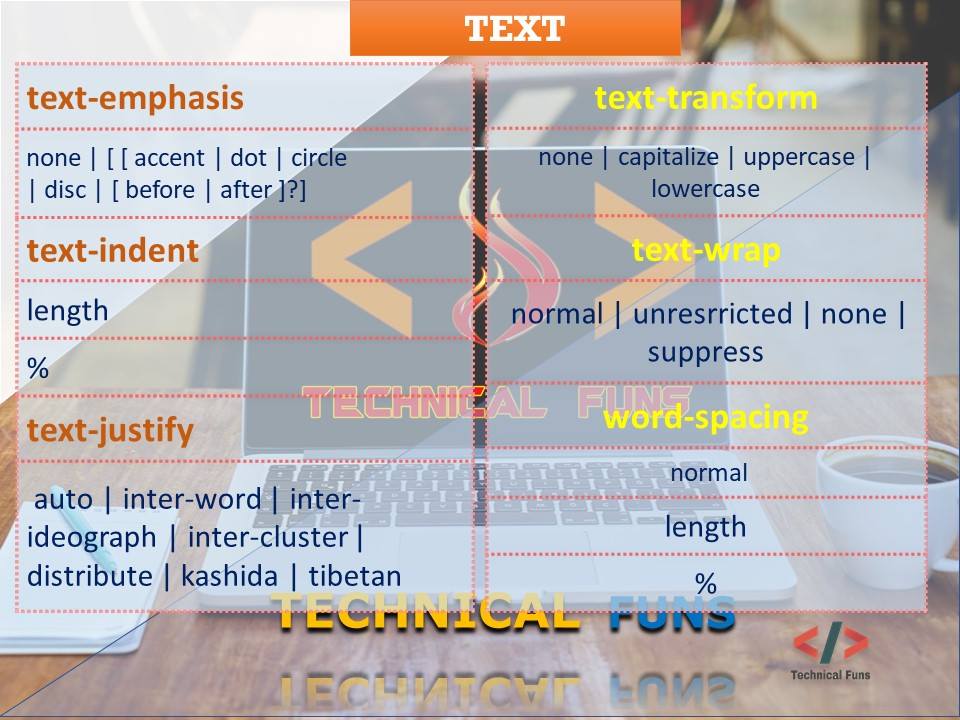 TEXT
text-emphasis
none | [ [ accent | dot | circle
| disc | [ before | after ]?]
text-indent
length
%
text-justify
auto | inter-word | inter-
ideograph | inter-cluster |
distribute | kashida | tibetan
text-transform
none | capitalize | uppercase |
lowercase
text-wrap
normal | unresrricted | none |
suppress
word-spacing
normal
length
%
TECHNICAL FUNS
TECHNICAL FUNS
TECHNICAL FUNS
Technical Funs